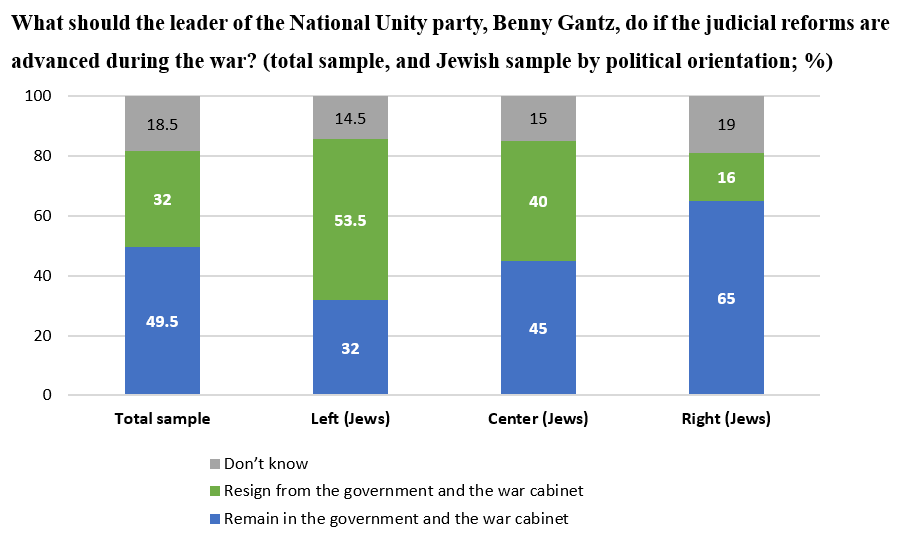 What should the leader of the National Unity party, Benny Gantz, do if the judicial reforms are
advanced during the war? (total sample, and Jewish sample by political orientation; %)
100
80
60
40
20
0
18.5
32
49.5
14.5
53.5
32
15
40
45
19
16
65
Total sample
Left (Jews)
Center (Jews)
Right (Jews)
Don’t know
Resign from the government and the war cabinet
Remain in the government and the war cabinet